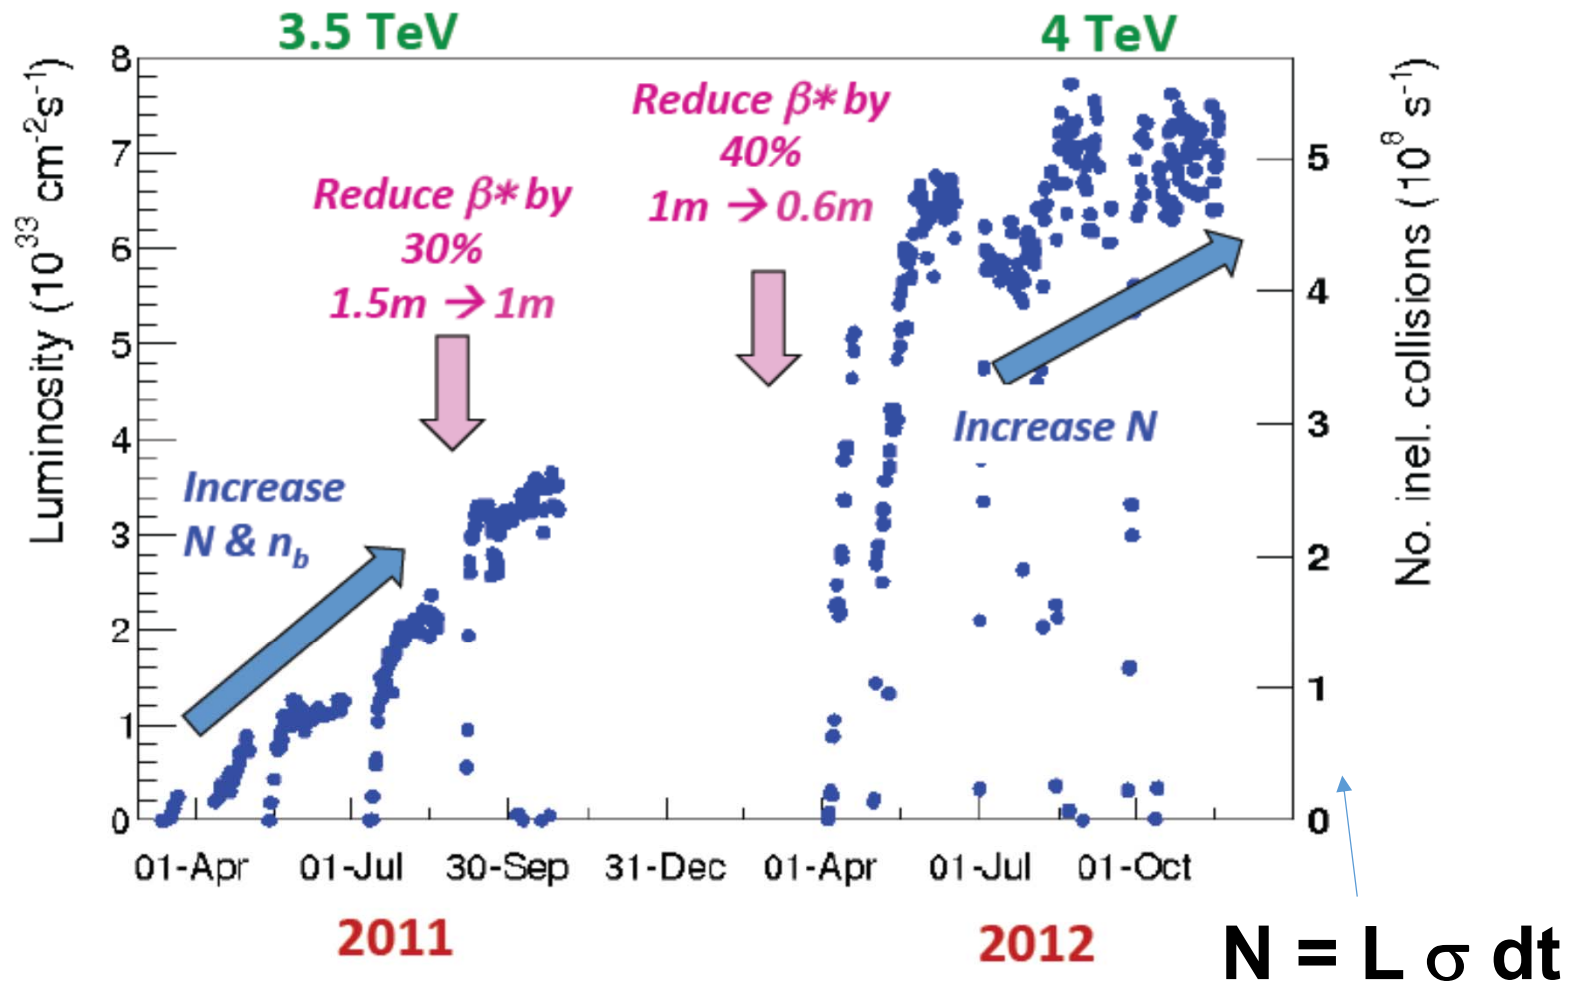 3.5 TeV
4 TeV
Luminosity (10³³ cm⁻²s⁻¹)
No. inel. collisions (10⁸ s⁻¹)
8
7
6
5
4
3
2
1
0
5
4
3
2
1
0
Reduce β* by
30%
1.5m → 1m
Reduce β* by
40%
1m → 0.6m
Increase
N & n_b
Increase N
01-Apr 01-Jul 30-Sep 31-Dec 01-Apr 01-Jul 01-Oct
2011
2012
N = L σ dt